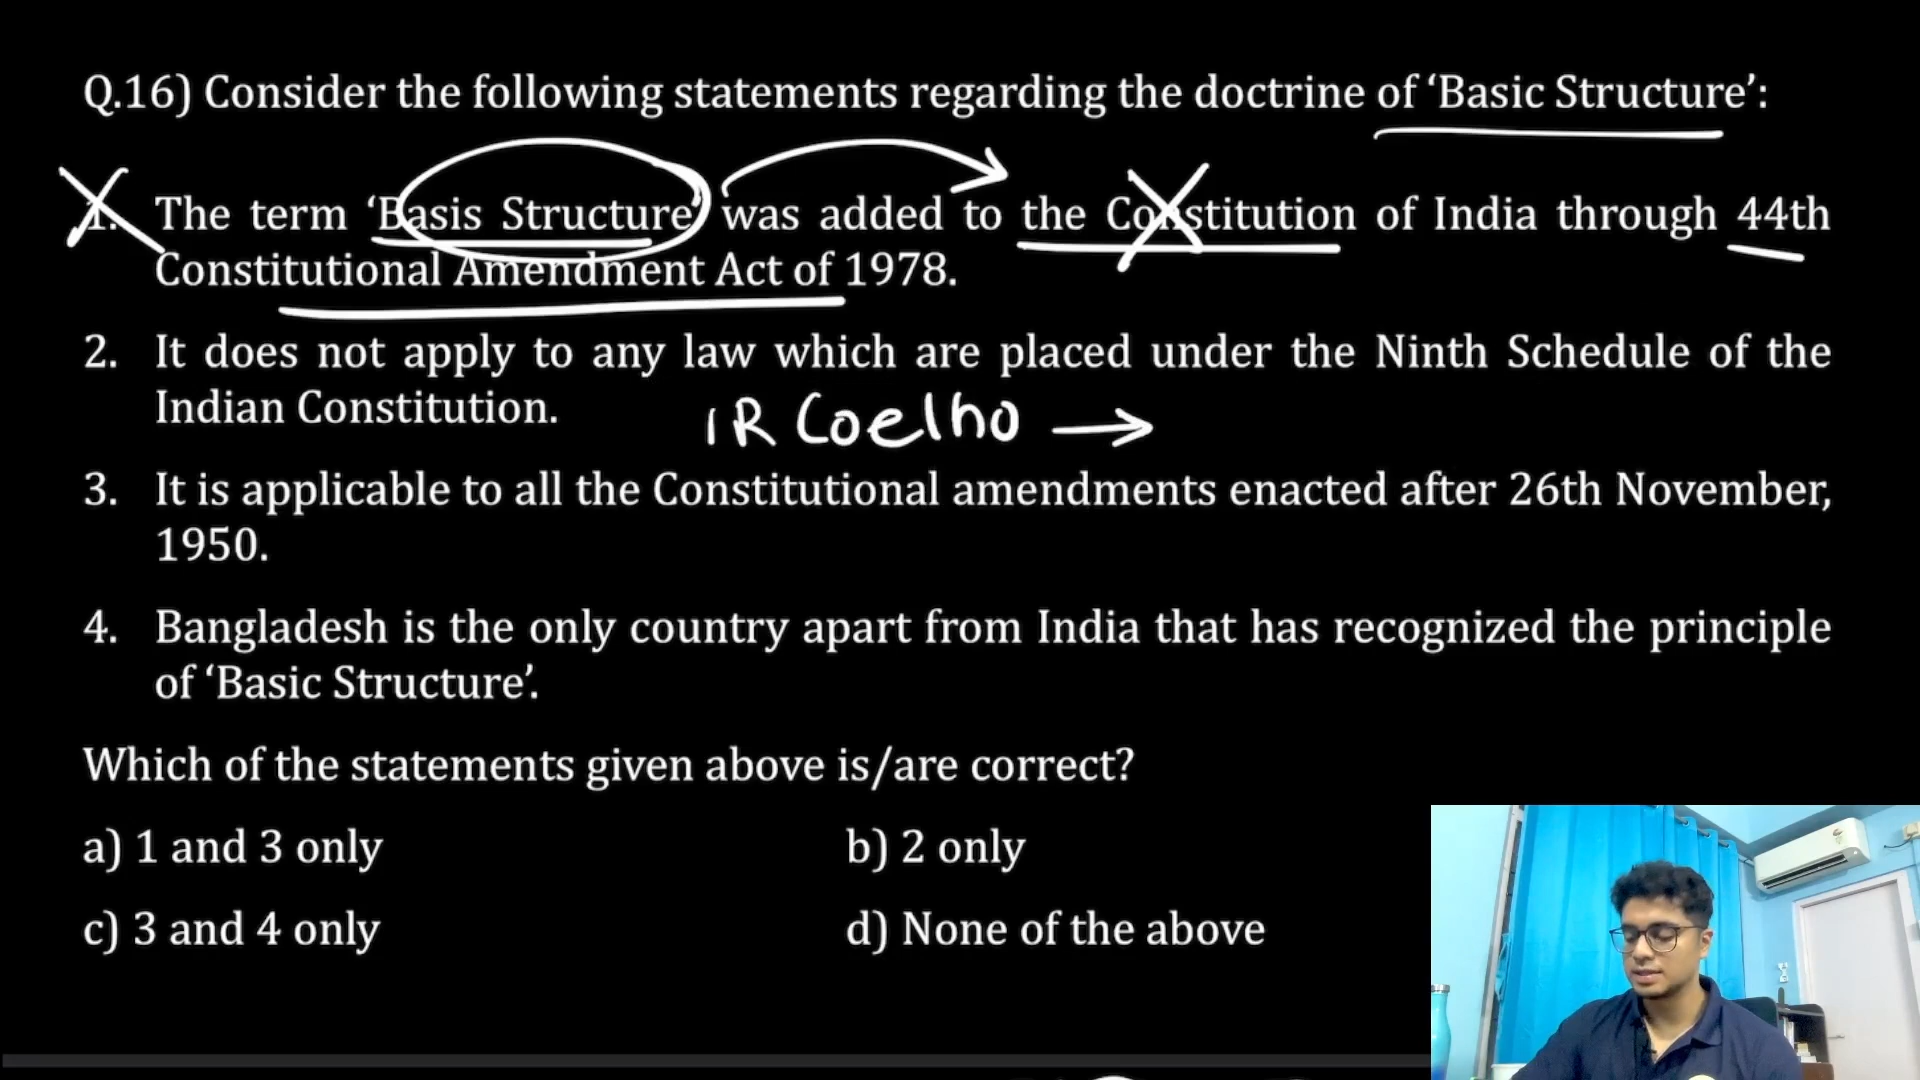 Q.16) Consider the following statements regarding the doctrine of ‘Basic Structure’:
1. The term ‘Basis Structure’ was added to the Constitution of India through 44th
Constitutional Amendment Act of 1978.
2. It does not apply to any law which are placed under the Ninth Schedule of the
Indian Constitution.
IR Coelho →
3. It is applicable to all the Constitutional amendments enacted after 26th November,
1950.
4. Bangladesh is the only country apart from India that has recognized the principle
of ‘Basic Structure’.
Which of the statements given above is/are correct?
a) 1 and 3 only
b) 2 only
c) 3 and 4 only
d) None of the above